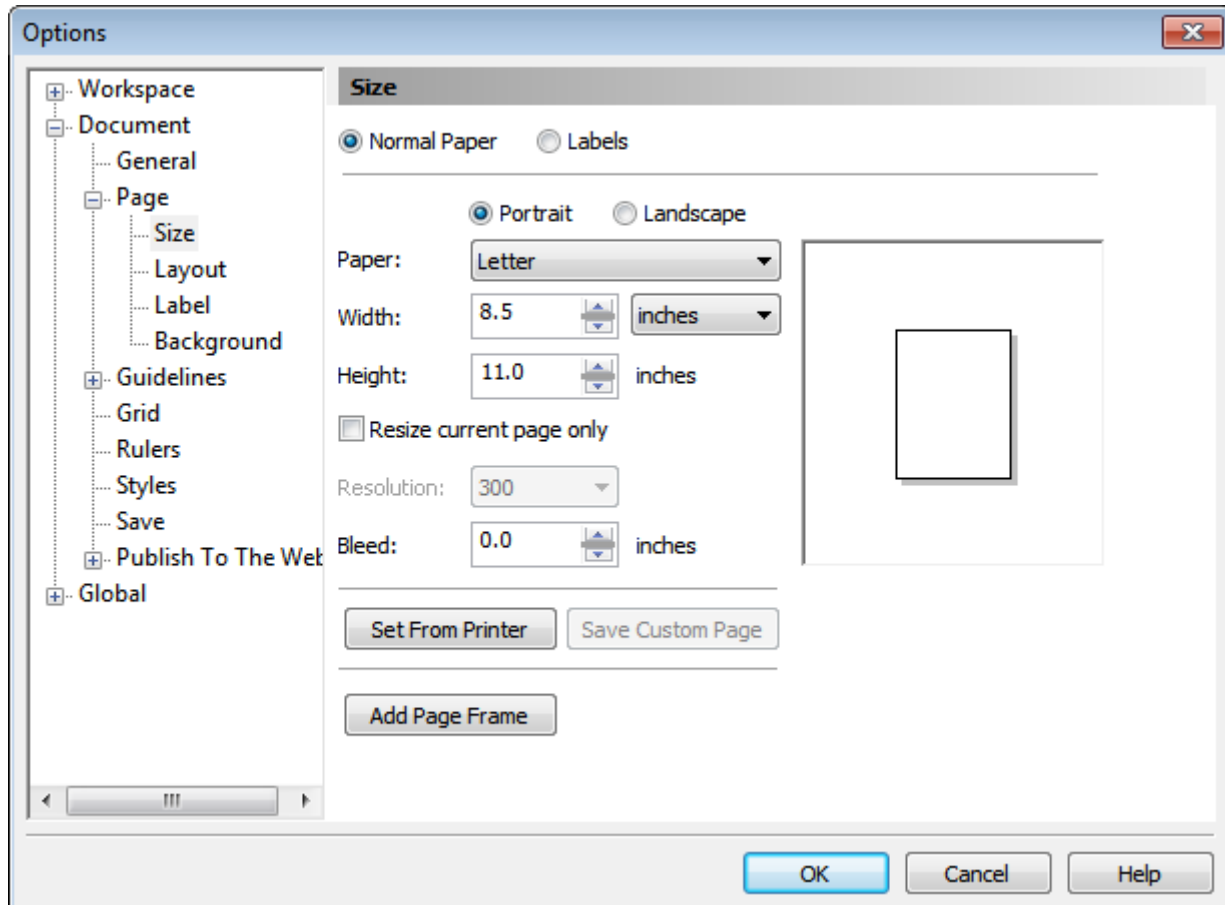 Options
Workspace
Document
General
Page
Size
Layout
Label
Background
Guidelines
Grid
Rulers
Styles
Save
Publish To The Web
Global
Size
Normal Paper Labels
Portrait Landscape
Paper: Letter
Width: 8.5 inches
Height: 11.0 inches
Resize current page only
Resolution: 300
Bleed: 0.0 inches
Set From Printer Save Custom Page
Add Page Frame
OK Cancel Help